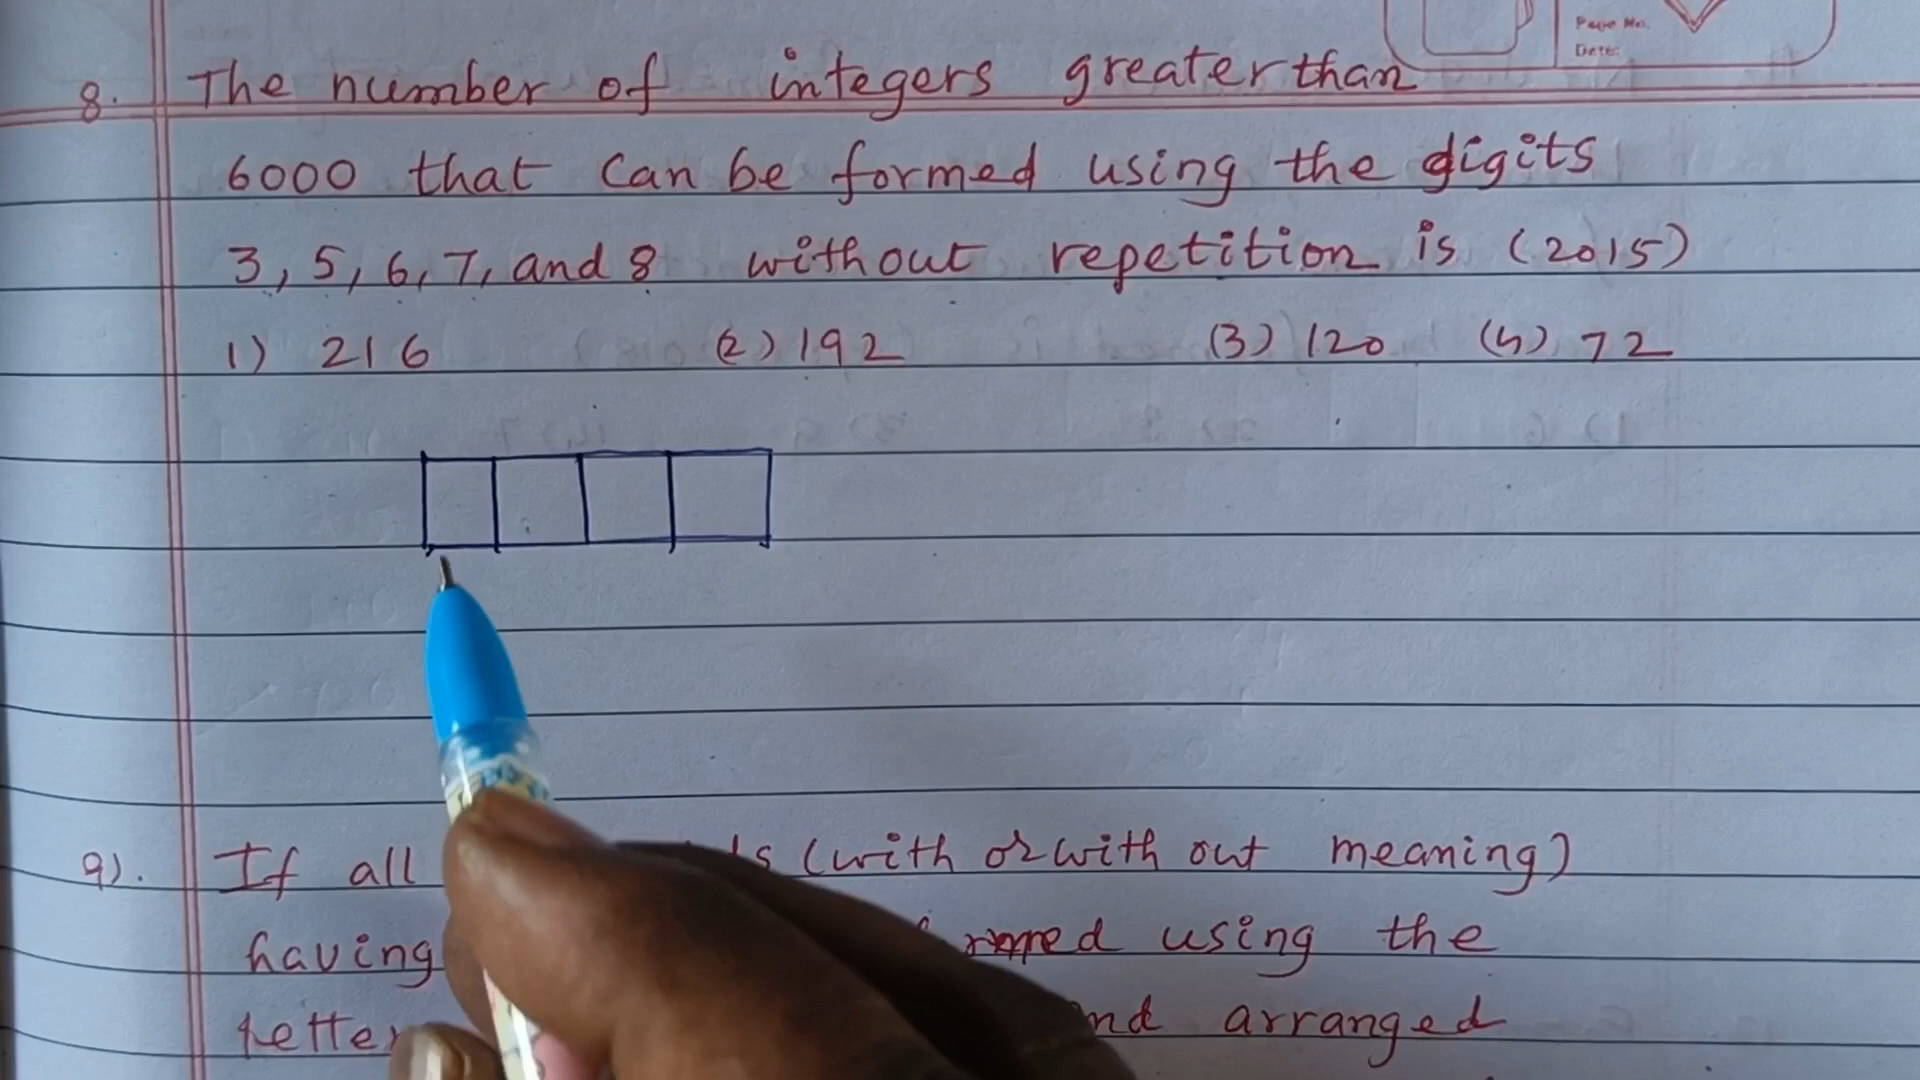 Page No.
Date:
8. The number of integers greater than
6000 that can be formed using the digits
3, 5, 6, 7, and 8 without repetition is (2015)
1) 216 (2) 192 (3) 120 (4) 72
9). If all (with or with out meaning)
having using the
letter arranged